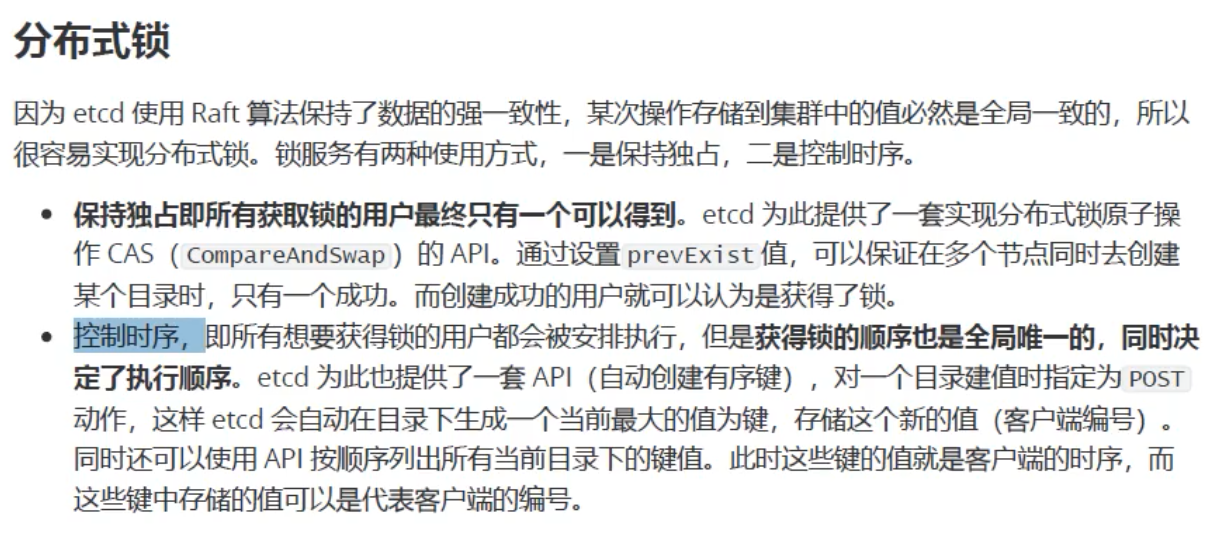 分布式锁
因为 etcd 使用 Raft 算法保持了数据的强一致性，某次操作存储到集群中的值必然是全局一致的，所以
很容易实现分布式锁。锁服务有两种使用方式，一是保持独占，二是控制时序。
• 保持独占即所有获取锁的用户最终只有一个可以得到。etcd 为此提供了一套实现分布式锁原子操
作 CAS（CompareAndSwap）的 API。通过设置prevExist值，可以保证在多个节点同时去创建
某个目录时，只有一个成功。而创建成功的用户就可以认为是获得了锁。
• 控制时序，即所有想要获得锁的用户都会被安排执行，但是获得锁的顺序也是全局唯一的，同时决
定了执行顺序。etcd 为此也提供了一套 API（自动创建有序键），对一个目录建值时指定为POST
动作，这样 etcd 会自动在目录下生成一个当前最大的值为键，存储这个新的值（客户端编号）。
同时还可以使用 API 按顺序列出所有当前目录下的键值。此时这些键的值就是客户端的时序，而
这些键中存储的值可以是代表客户端的编号。